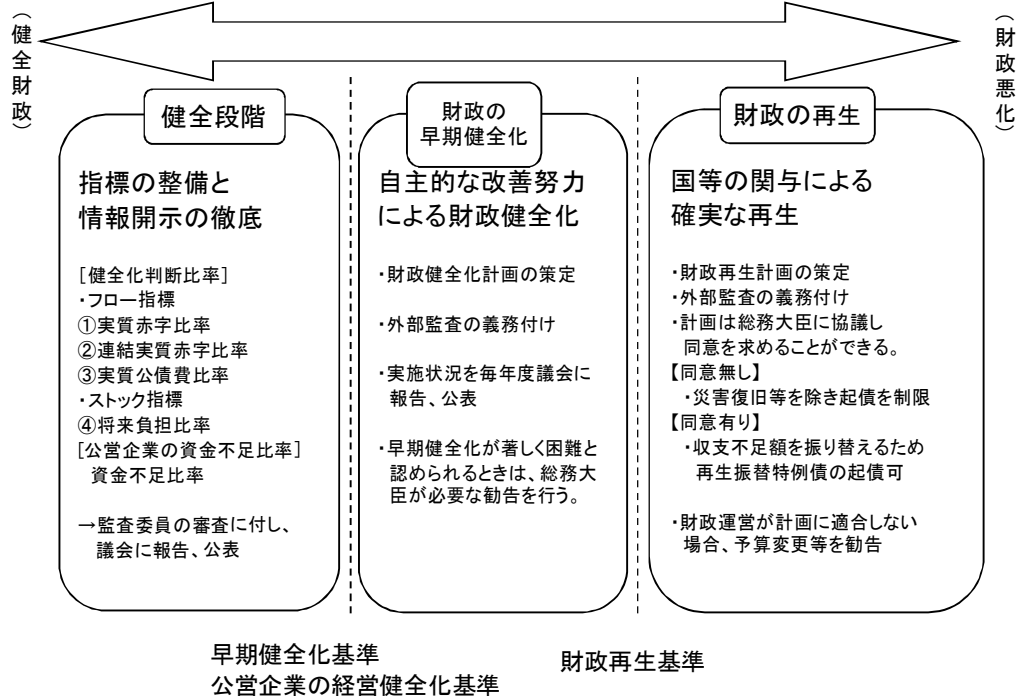 （健全財政）
（財政悪化）
健全段階
指標の整備と
情報開示の徹底
[健全化判断比率]
・フロー指標
①実質赤字比率
②連結実質赤字比率
③実質公債費比率
・ストック指標
④将来負担比率
[公営企業の資金不足比率]
資金不足比率
→監査委員の審査に付し、
議会に報告、公表
財政の
早期健全化
自主的な改善努力
による財政健全化
・財政健全化計画の策定
・外部監査の義務付け
・実施状況を毎年度議会に
報告、公表
・早期健全化が著しく困難と
認められるときは、総務大
臣が必要な勧告を行う。
財政の再生
国等の関与による
確実な再生
・財政再生計画の策定
・外部監査の義務付け
・計画は総務大臣に協議し
同意を求めることができる。
【同意無し】
・災害復旧等を除き起債を制限
【同意有り】
・収支不足額を振り替えるため
再生振替特例債の起債可
・財政運営が計画に適合しない
場合、予算変更等を勧告
早期健全化基準
公営企業の経営健全化基準
財政再生基準